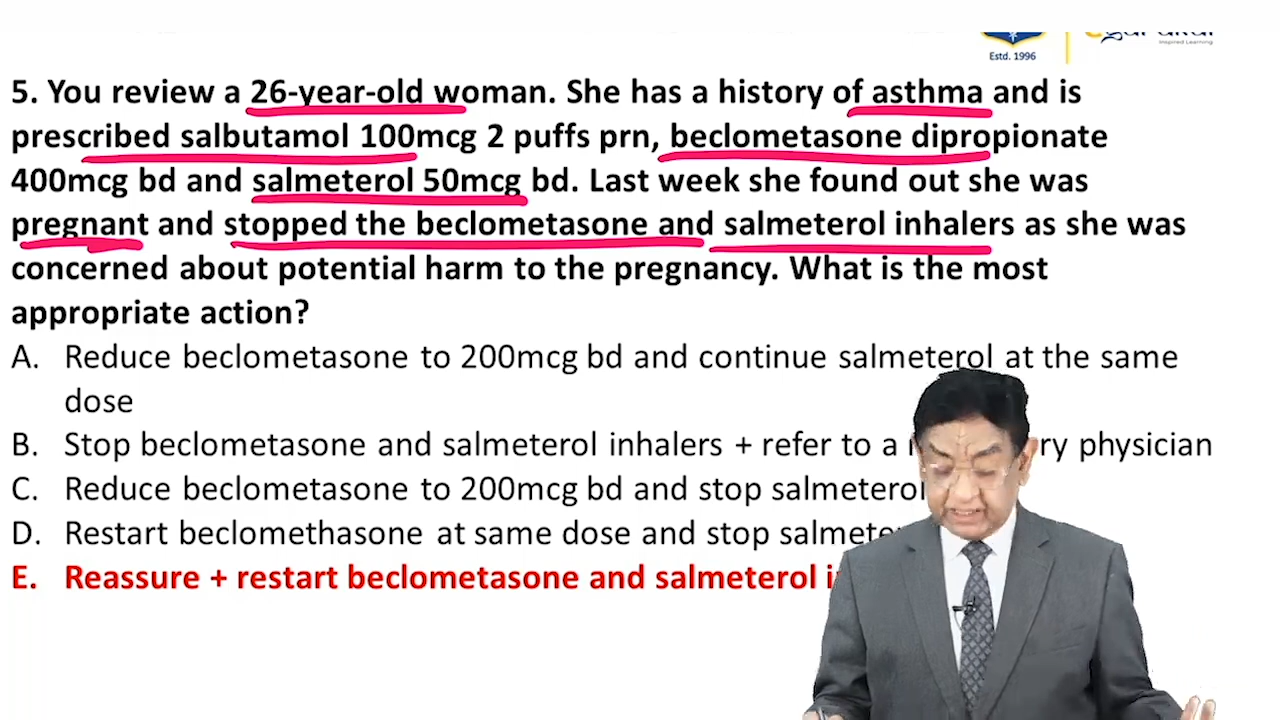 Estd. 1996
Inspired Learning
5. You review a 26-year-old woman. She has a history of asthma and is
prescribed salbutamol 100mcg 2 puffs prn, beclometasone dipropionate
400mcg bd and salmeterol 50mcg bd. Last week she found out she was
pregnant and stopped the beclometasone and salmeterol inhalers as she was
concerned about potential harm to the pregnancy. What is the most
appropriate action?
A. Reduce beclometasone to 200mcg bd and continue salmeterol at the same
dose
B. Stop beclometasone and salmeterol inhalers + refer to a physician
C. Reduce beclometasone to 200mcg bd and stop salmeterol
D. Restart beclomethasone at same dose and stop
E. Reassure + restart beclometasone and salmeterol